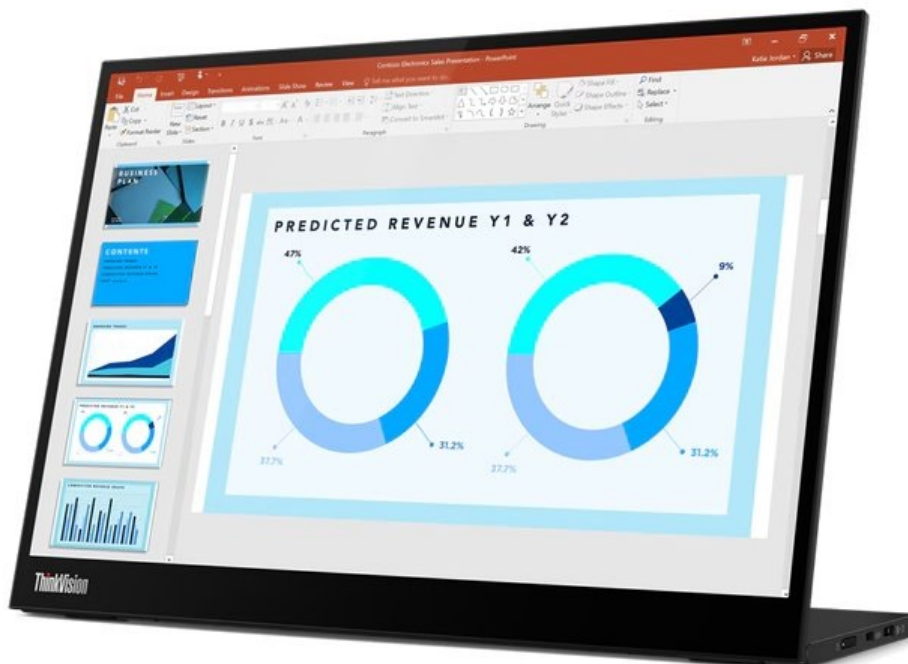 Contoso Electronics Sales Presentation - PowerPoint
Katie Jordan
Share
File
Home
Insert
Design
Transitions
Animations
Slide Show
Review
View
Tell me what you want to do...
Paste
Cut
Copy
Format Painter
Clipboard
New
Slide
Layout
Reset
Section
Slides
Font
Text Direction
Align Text
Convert to SmartArt
Paragraph
Arrange
Quick
Styles
Shape Fill
Shape Outline
Shape Effects
Drawing
Find
Replace
Select
Editing
BUSINESS
PLAN
CONTENTS
PREDICTED REVENUE Y1 & Y2
47%
31.2%
37.7%
42%
9%
31.2%
37.7%
ThinkVision